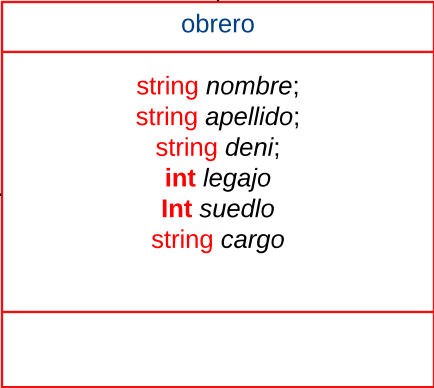 obrero
string nombre;
string apellido;
string deni;
int legajo
Int suedlo
string cargo